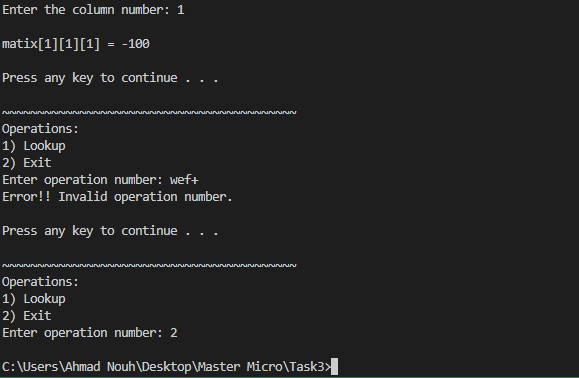 Enter the column number: 1
matix[1][1][1] = -100
Press any key to continue . . .
~~~~~~~~~~~~~~~~~~~~~~~~~~~~~~~~~~~~~~~~~~
Operations:
1) Lookup
2) Exit
Enter operation number: wef+
Error!! Invalid operation number.
Press any key to continue . . .
~~~~~~~~~~~~~~~~~~~~~~~~~~~~~~~~~~~~~~~~~~
Operations:
1) Lookup
2) Exit
Enter operation number: 2
C:\Users\Ahmad Nouh\Desktop\Master Micro\Task3>